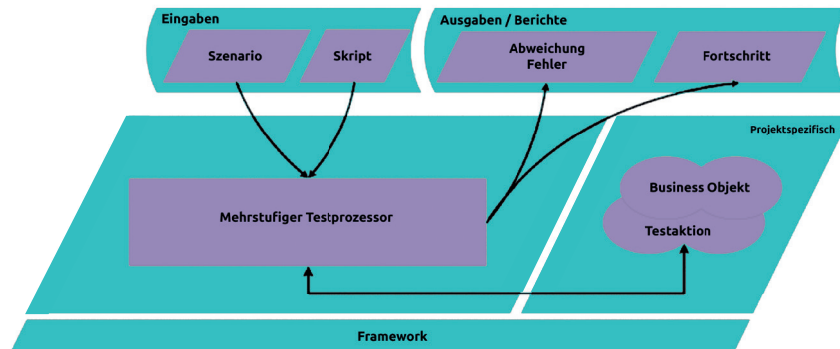 Eingaben
Szenario
Skript
Ausgaben / Berichte
Abweichung
Fehler
Fortschritt
Projektspezifisch
Mehrstufiger Testprozessor
Business Objekt
Testaktion
Framework